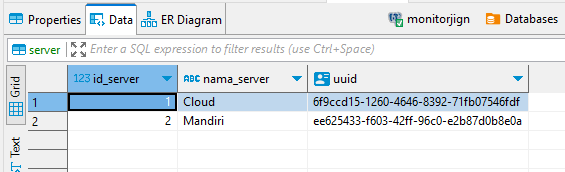 Properties Data ER Diagram monitorjign Databases
server Enter a SQL expression to filter results (use Ctrl+Space)
Grid
Text
123 id_server ABC nama_server uuid
1 1 Cloud 6f9ccd15-1260-4646-8392-71fb07546fdf
2 2 Mandiri ee625433-f603-42ff-96c0-e2b87d0b8e0a